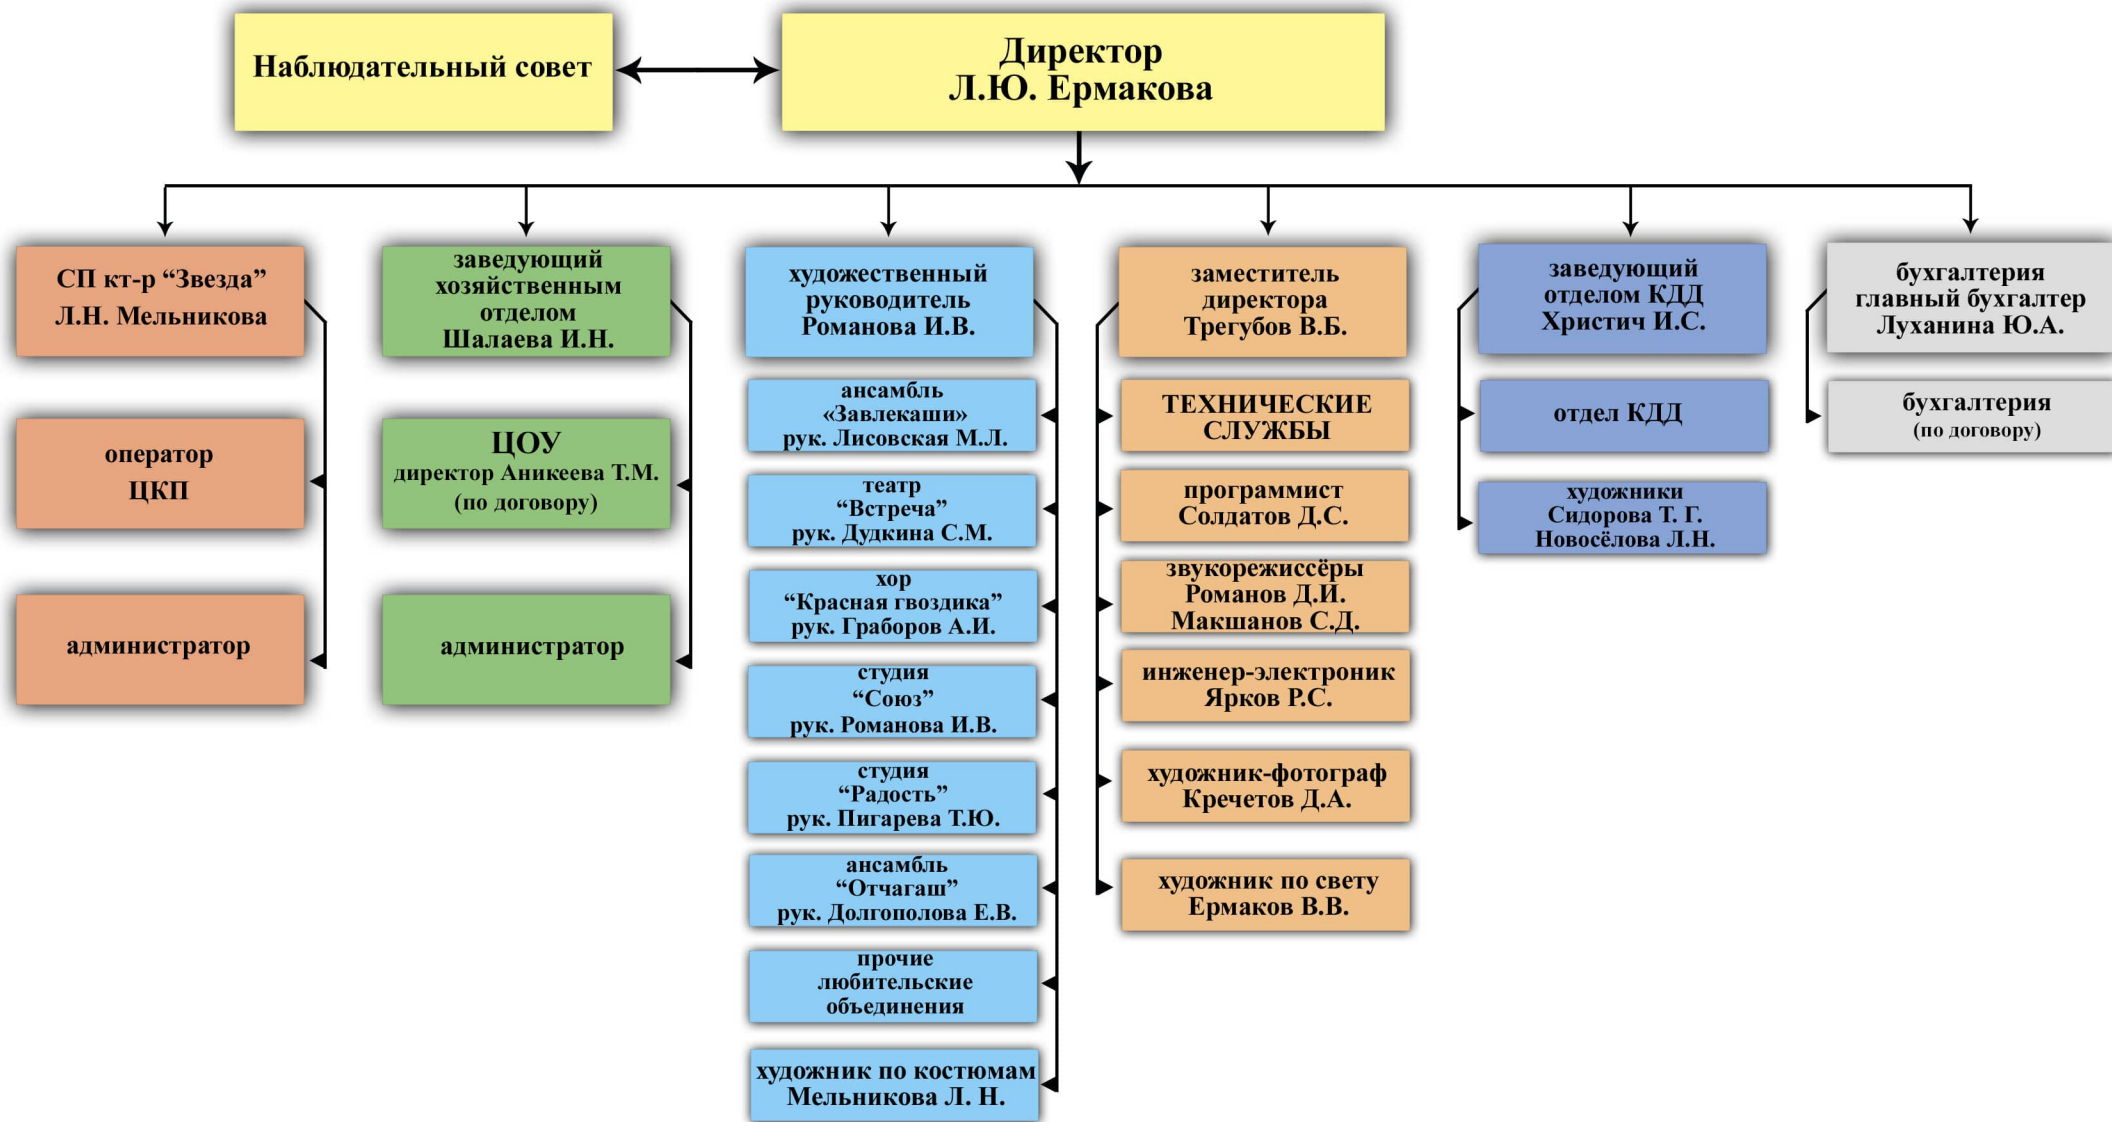 Наблюдательный совет
Директор
Л.Ю. Ермакова
СП кт-р “Звезда”
Л.Н. Мельникова
оператор
ЦКП
администратор
заведующий
хозяйственным
отделом
Шалаева И.Н.
ЦОУ
директор Аникеева Т.М.
(по договору)
администратор
художественный
руководитель
Романова И.В.
ансамбль
«Завлекаши»
рук. Лисовская М.Л.
театр
“Встреча”
рук. Дудкина С.М.
хор
“Красная гвоздика”
рук. Граборов А.И.
студия
“Союз”
рук. Романова И.В.
студия
“Радость”
рук. Пигарева Т.Ю.
ансамбль
“Отчагаш”
рук. Долгополова Е.В.
прочие
любительские
объединения
художник по костюмам
Мельникова Л. Н.
заместитель
директора
Трегубов В.Б.
ТЕХНИЧЕСКИЕ
СЛУЖБЫ
программист
Солдатов Д.С.
звукорежиссёры
Романов Д.И.
Макшанов С.Д.
инженер-электроник
Ярков Р.С.
художник-фотограф
Кречетов Д.А.
художник по свету
Ермаков В.В.
заведующий
отделом КДД
Христич И.С.
отдел КДД
художники
Сидорова Т. Г.
Новосёлова Л.Н.
бухгалтерия
главный бухгалтер
Луханина Ю.А.
бухгалтерия
(по договору)